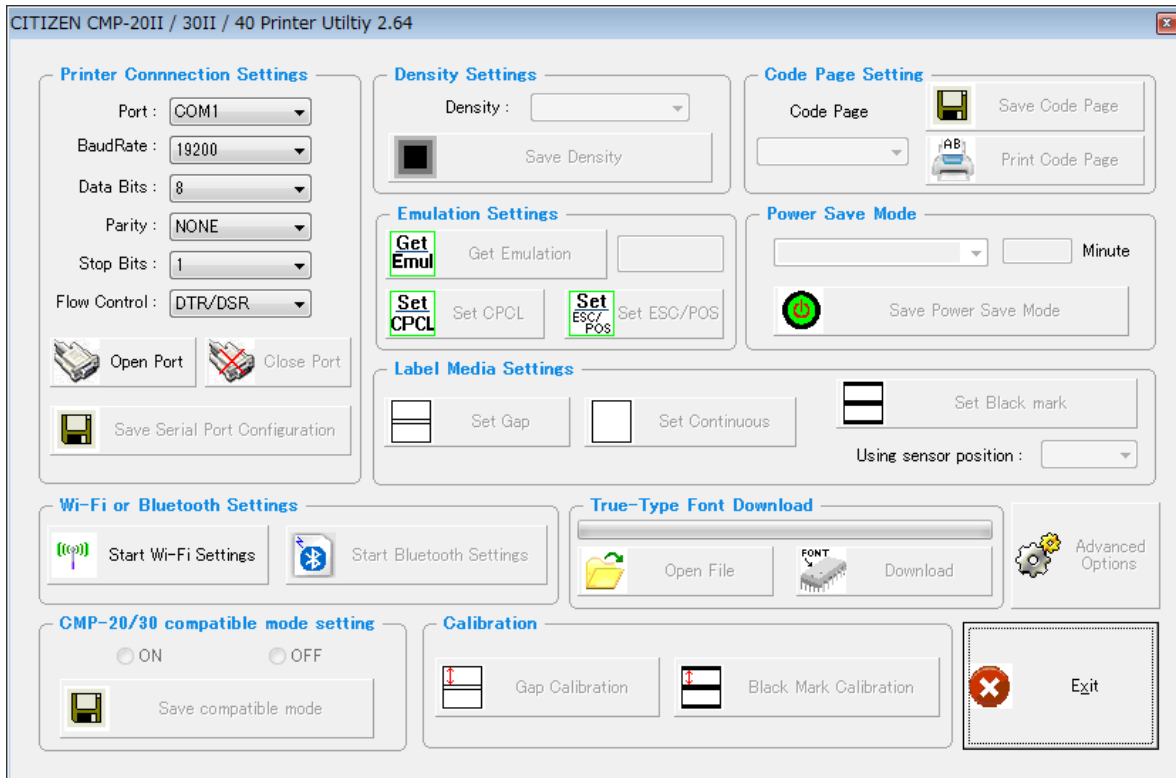 CITIZEN CMP-20II / 30II / 40 Printer Utiltiy 2.64
Printer Connnection Settings
Port : COM1
BaudRate : 19200
Data Bits : 8
Parity : NONE
Stop Bits : 1
Flow Control : DTR/DSR
Open Port
Close Port
Save Serial Port Configuration
Density Settings
Density :
Save Density
Code Page Setting
Code Page
Save Code Page
AB
Print Code Page
Emulation Settings
Get
Emul
Get Emulation
Set
CPCL
Set CPCL
Set
ESC/
POS
Set ESC/POS
Power Save Mode
Minute
Save Power Save Mode
Label Media Settings
Set Gap
Set Continuous
Set Black mark
Using sensor position :
Wi-Fi or Bluetooth Settings
Start Wi-Fi Settings
Start Bluetooth Settings
True-Type Font Download
Open File
FONT
Download
Advanced
Options
CMP-20/30 compatible mode setting
ON
OFF
Save compatible mode
Calibration
Gap Calibration
Black Mark Calibration
Exit